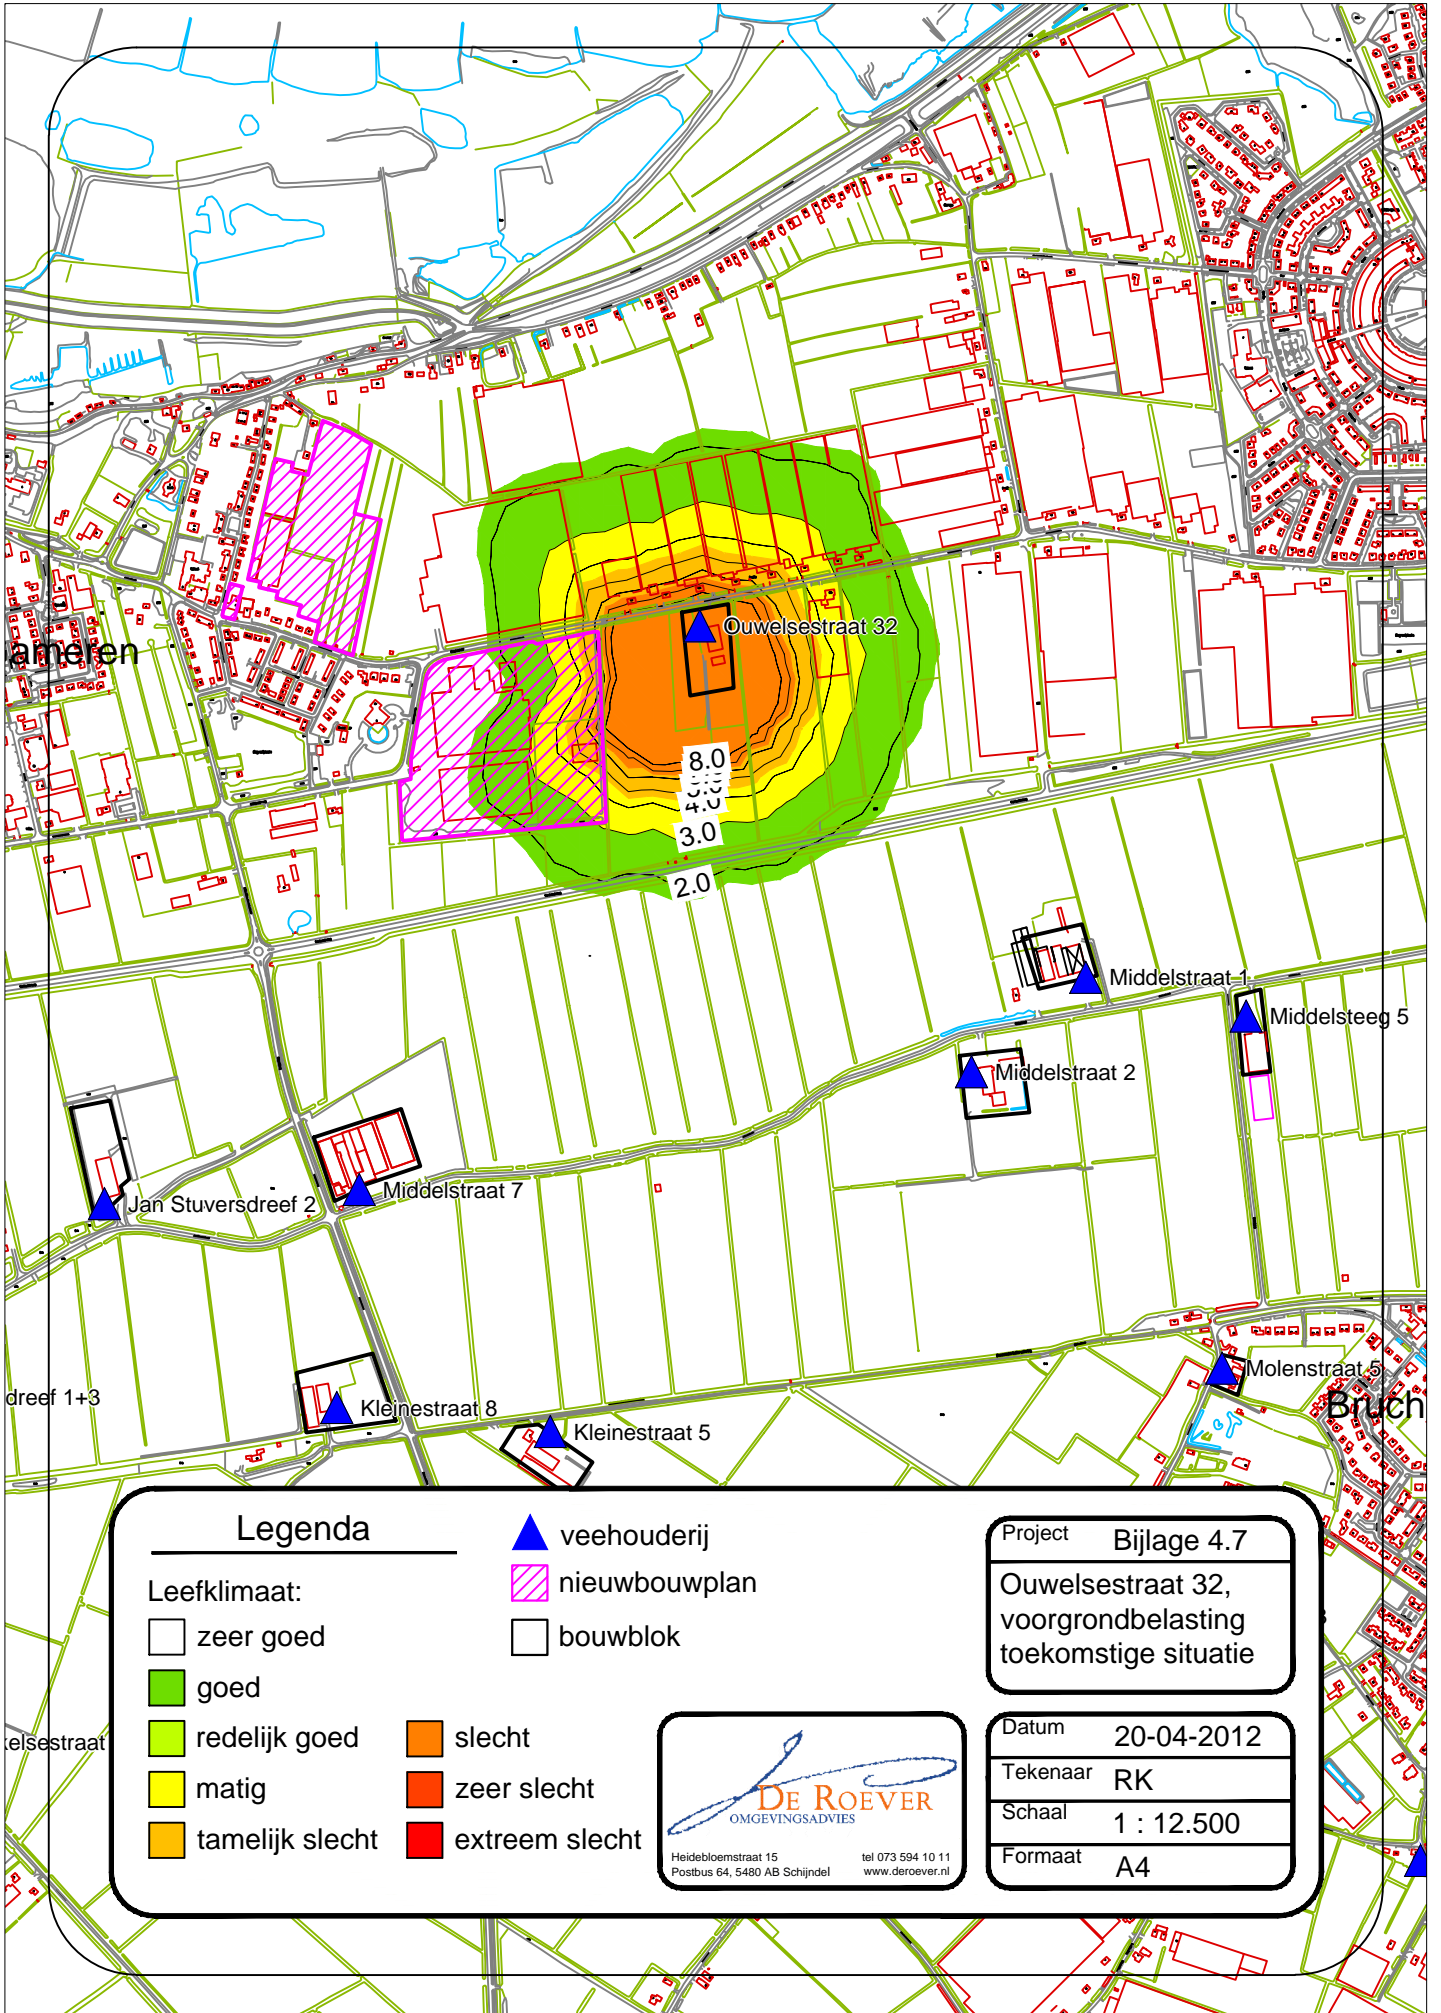 ameren
Ouwelsestraat 32
8.0
4.0
3.0
2.0
Middelstraat 1
Middelsteeg 5
Middelstraat 2
Middelstraat 7
Jan Stuversdreef 2
Molenstraat 5
dreef 1+3
Bruch
Kleinestraat 8
Kleinestraat 5
elsestraat
Legenda
Leefklimaat:
zeer goed
goed
redelijk goed
matig
tamelijk slecht
slecht
zeer slecht
extreem slecht
veehouderij
nieuwbouwplan
bouwblok
DE ROEVER
OMGEVINGSADVIES
Heidebloemstraat 15
Postbus 64, 5480 AB Schijndel
tel 073 594 10 11
www.deroever.nl
Project Bijlage 4.7
Ouwelsestraat 32,
voorgrondbelasting
toekomstige situatie
Datum 20-04-2012
Tekenaar RK
Schaal 1 : 12.500
Formaat A4